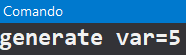 Comando
generate var=5